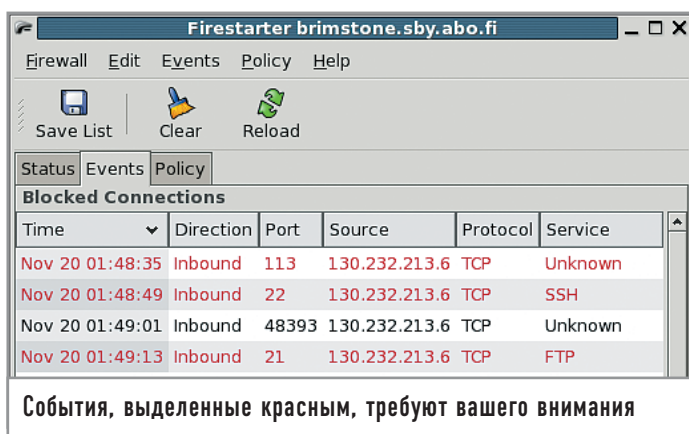 Firestarter brimstone.sby.abo.fi
Firewall Edit Events Policy Help
Save List Clear Reload
Status Events Policy
Blocked Connections
Time Direction Port Source Protocol Service
Nov 20 01:48:35 Inbound 113 130.232.213.6 TCP Unknown
Nov 20 01:48:49 Inbound 22 130.232.213.6 TCP SSH
Nov 20 01:49:01 Inbound 48393 130.232.213.6 TCP Unknown
Nov 20 01:49:13 Inbound 21 130.232.213.6 TCP FTP
События, выделенные красным, требуют вашего внимания